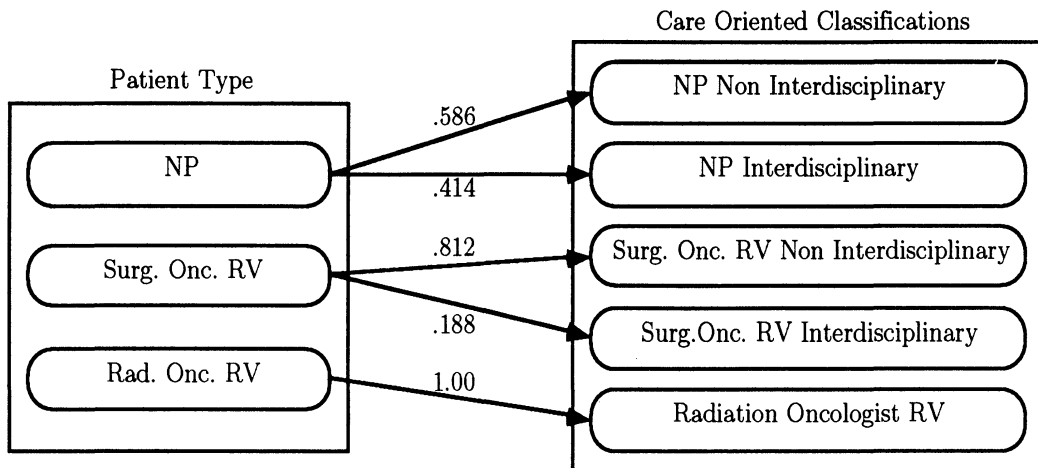 Care Oriented Classifications
Patient Type
NP Non Interdisciplinary
.586
NP
NP Interdisciplinary
.414
.812
Surg. Onc. RV
Surg. Onc. RV Non Interdisciplinary
.188
Surg.Onc. RV Interdisciplinary
Rad. Onc. RV
1.00
Radiation Oncologist RV